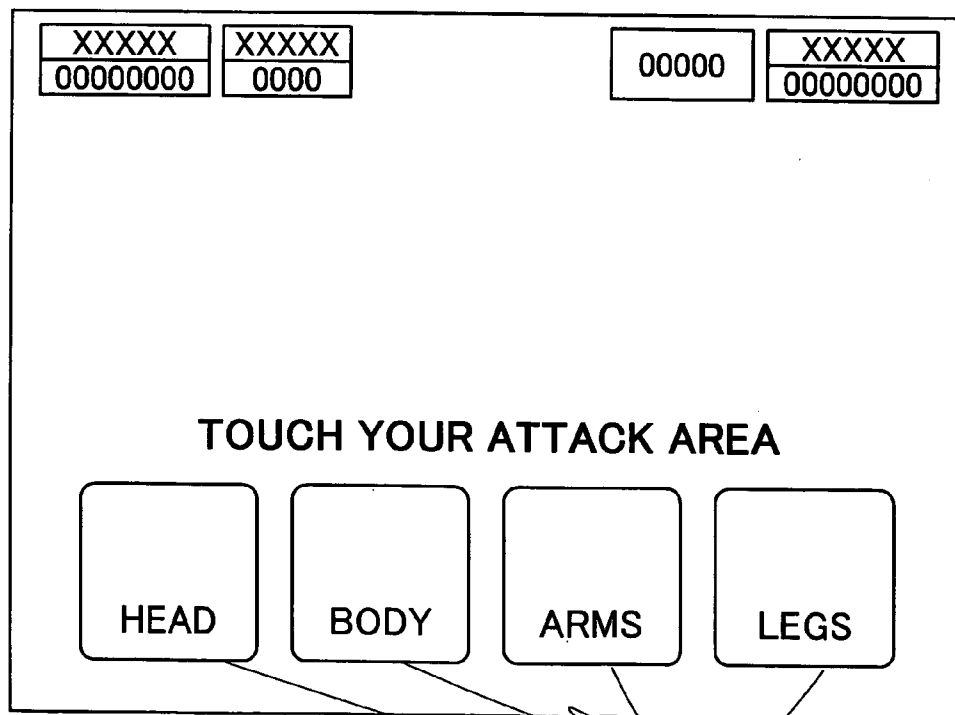 XXXXX
00000000
XXXXX
0000
00000
XXXXX
00000000
TOUCH YOUR ATTACK AREA
HEAD
BODY
ARMS
LEGS